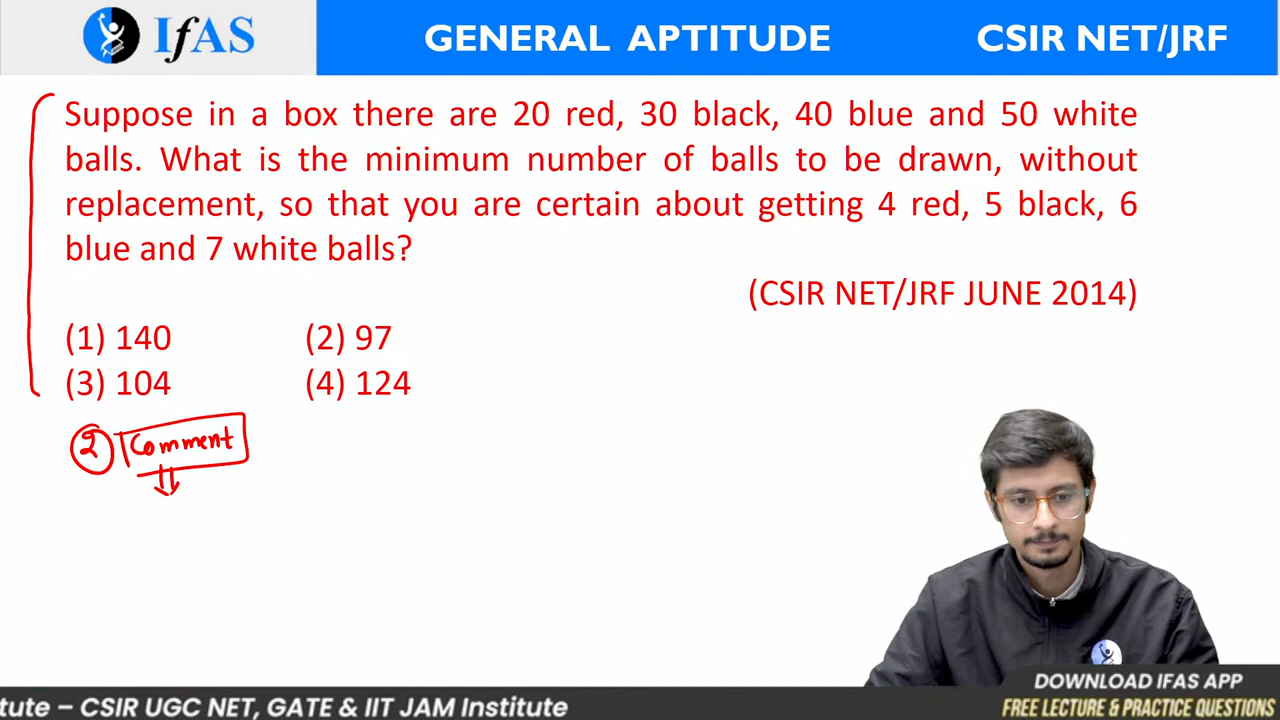 IfAS
GENERAL APTITUDE
CSIR NET/JRF
Suppose in a box there are 20 red, 30 black, 40 blue and 50 white
balls. What is the minimum number of balls to be drawn, without
replacement, so that you are certain about getting 4 red, 5 black, 6
blue and 7 white balls?
(CSIR NET/JRF JUNE 2014)
(1) 140 (2) 97
(3) 104 (4) 124
2 Comment
DOWNLOAD IFAS APP
tute – CSIR UGC NET, GATE & IIT JAM Institute
FREE LECTURE & PRACTICE QUESTIONS